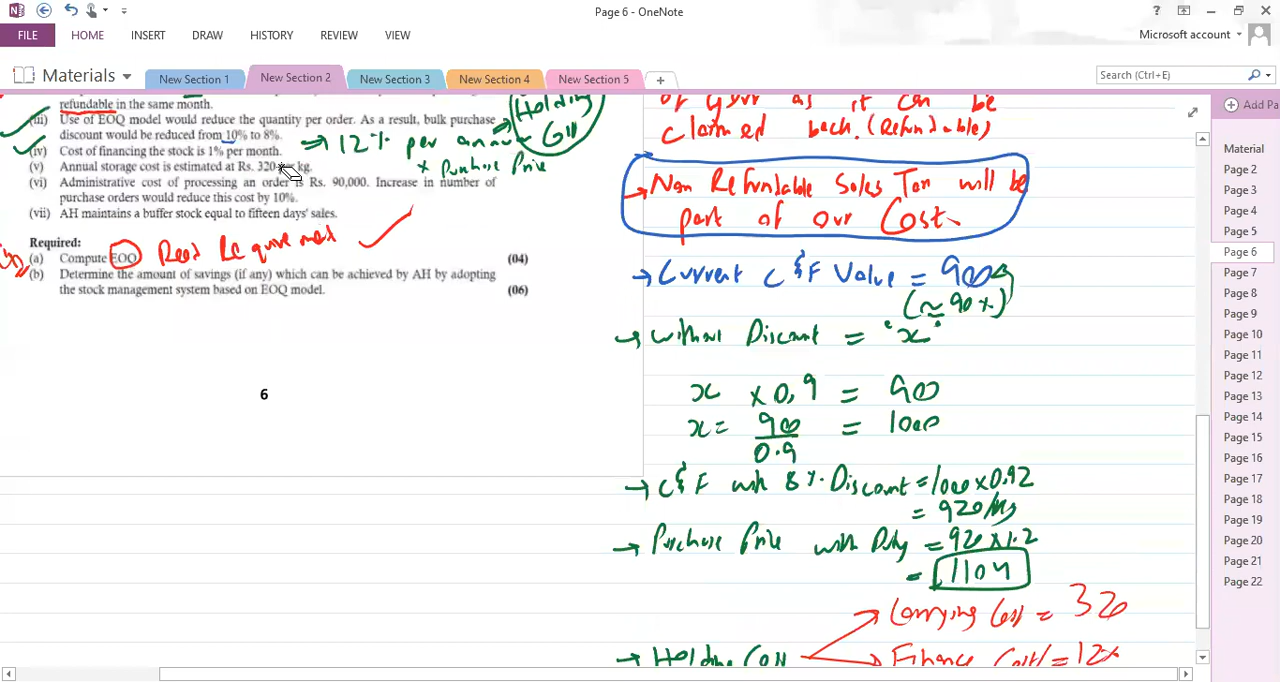 Page 6 - OneNote
FILE HOME INSERT DRAW HISTORY REVIEW VIEW
Microsoft account
Materials
New Section 1 New Section 2 New Section 3 New Section 4 New Section 5
Search (Ctrl+E)
Add Pa
refundable in the same month.
(iii) Use of EOQ model would reduce the quantity per order. As a result, bulk purchase
discount would be reduced from 10% to 8%.
(iv) Cost of financing the stock is 1% per month.
(v) Annual storage cost is estimated at Rs. 320 per kg.
(vi) Administrative cost of processing an order is Rs. 90,000. Increase in number of
purchase orders would reduce this cost by 10%.
(vii) AH maintains a buffer stock equal to fifteen days' sales.
Holding
→ 12% per annum
x Purchase Price
Required:
(a) Compute EOQ (04)
Read Requirement
(b) Determine the amount of savings (if any) which can be achieved by AH by adopting
the stock management system based on EOQ model. (06)
6
as it can be
claimed back. (Refundable)
→ Non Refundable Sales Tax will be
part of our Cost.
→ Current C&F Value = 900
(≈ 90%)
→ without Discount = 'x'
x x 0.9 = 900
x = 900 / 0.9 = 1000
→ C&F with 8% Discount = 1000 x 0.92
= 920/kg
→ Purchase Price with Duty = 920 x 1.2
= 1104
Carrying Cost = 320
→ Holding Cost
Finance Cost = 12%
Material
Page 2
Page 3
Page 4
Page 5
Page 6
Page 7
Page 8
Page 9
Page 10
Page 11
Page 12
Page 13
Page 14
Page 15
Page 16
Page 17
Page 18
Page 19
Page 20
Page 21
Page 22